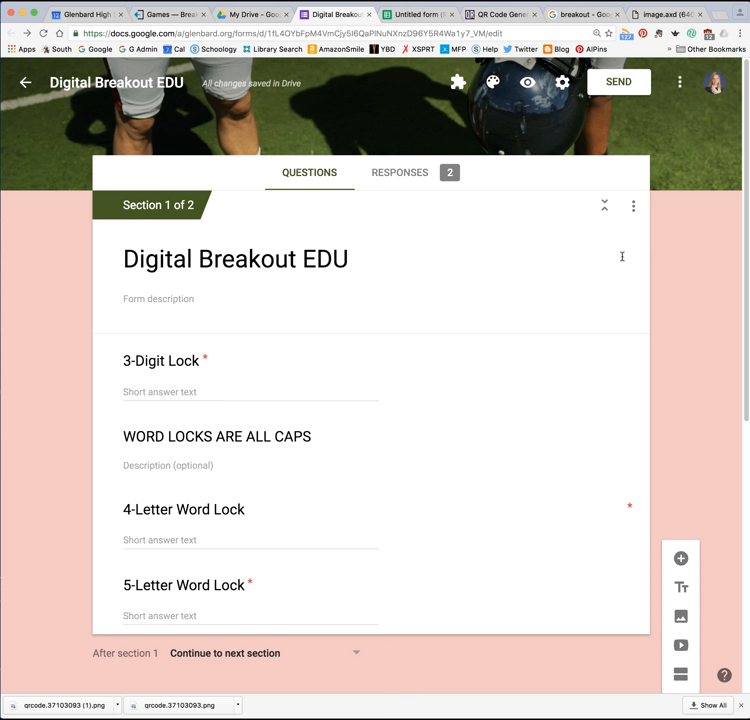 Glenbard High
Games — Brea
My Drive - Goo
Digital Breakou
Untitled form (
QR Code Gene
breakout - Goo
image.axd (640
https://docs.google.com/a/glenbard.org/forms/d/1fL4OYbFpM4VmCjy5I6QaPlNuNXnzD96Y5R4Wa1y7_VM/edit
Apps South Google G Admin Cal Schoology Library Search AmazonSmile YBD XSPRT MFP Help Twitter Blog AIPins » Other Bookmarks
Digital Breakout EDU
All changes saved in Drive
SEND
QUESTIONS
RESPONSES 2
Section 1 of 2
Digital Breakout EDU
Form description
3-Digit Lock *
Short answer text
WORD LOCKS ARE ALL CAPS
Description (optional)
4-Letter Word Lock *
Short answer text
5-Letter Word Lock *
Short answer text
After section 1 Continue to next section
qrcode.37103093 (1).png
qrcode.37103093.png
Show All